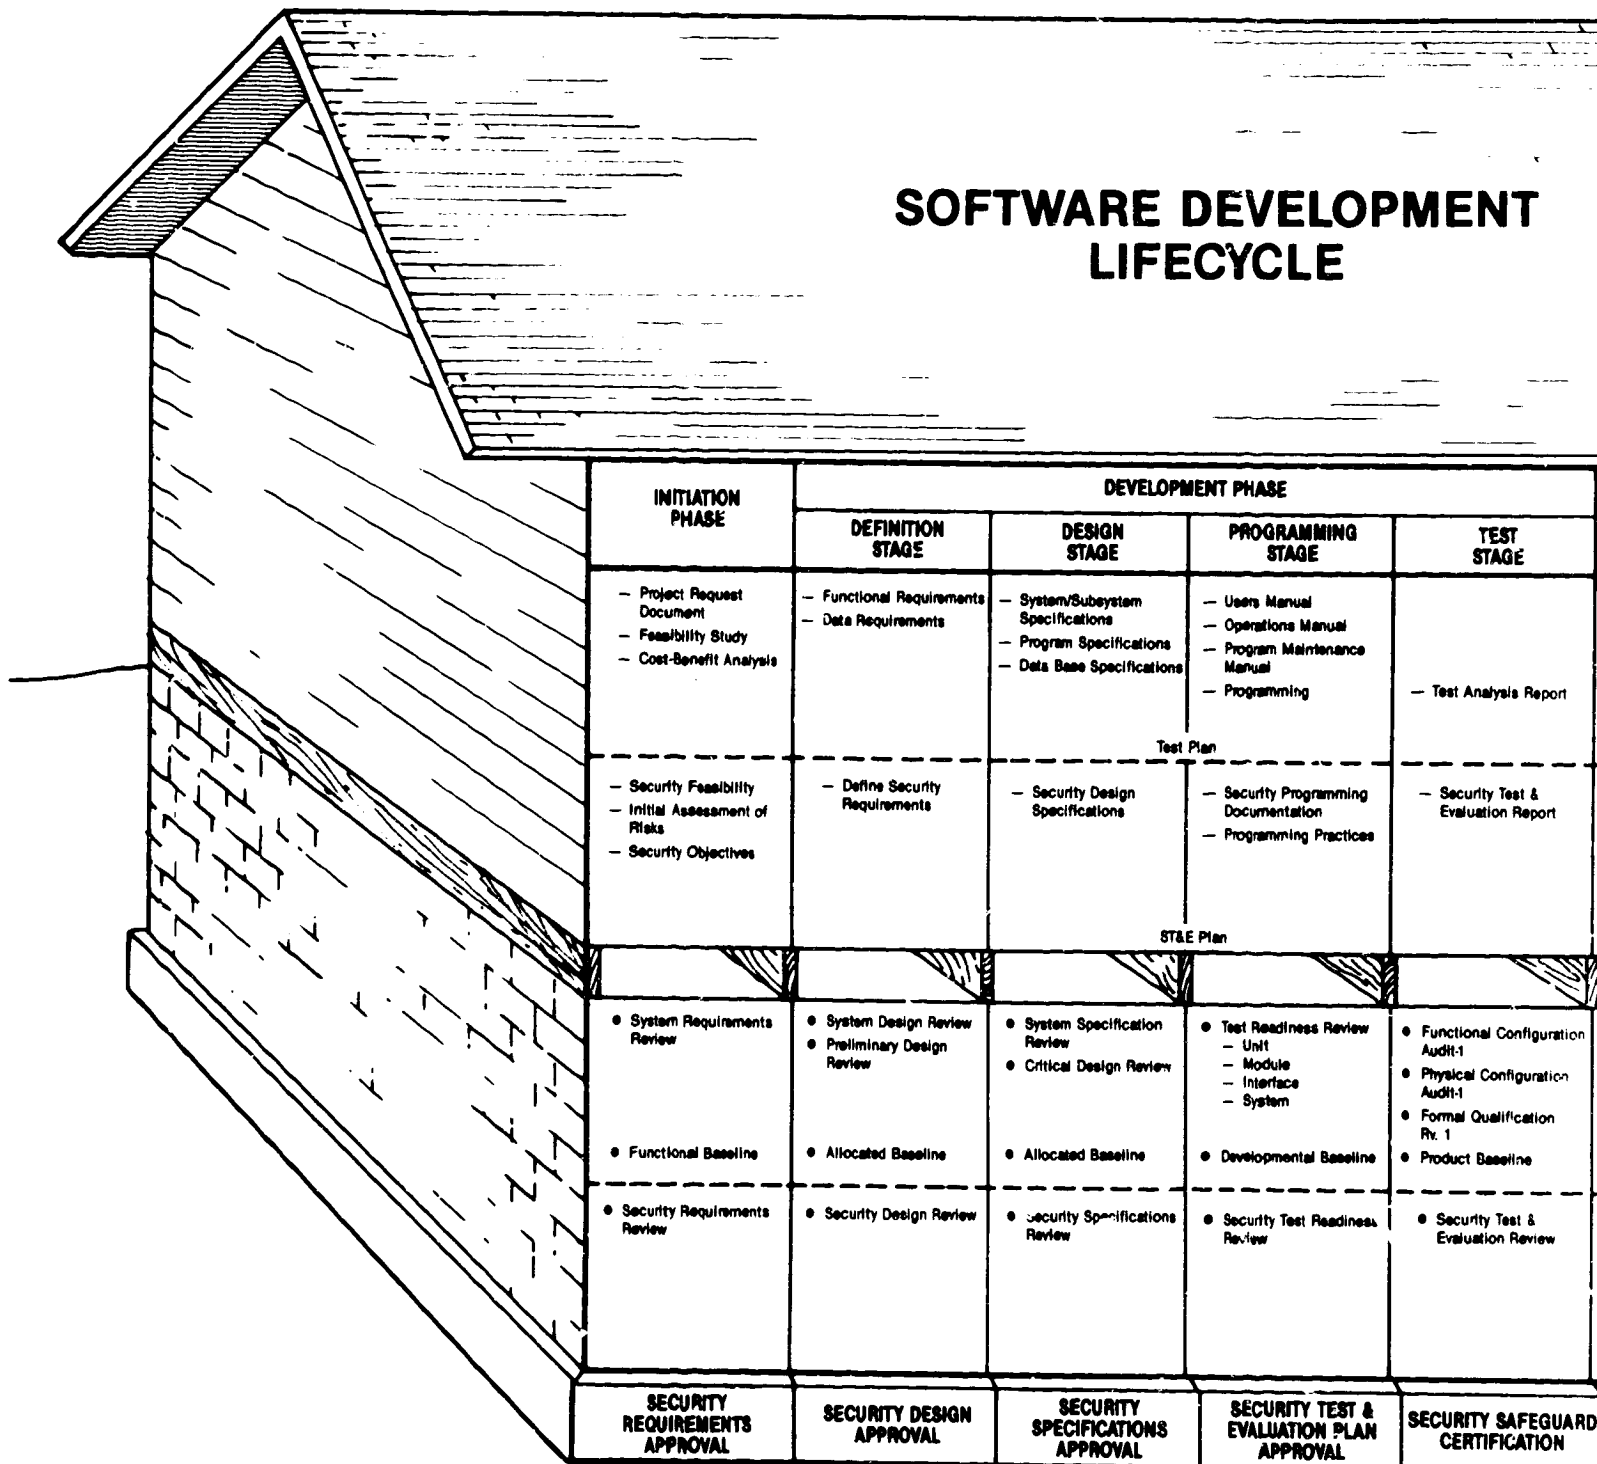 SOFTWARE DEVELOPMENT
LIFECYCLE
INITIATION
PHASE
DEVELOPMENT PHASE
DEFINITION
STAGE
DESIGN
STAGE
PROGRAMMING
STAGE
TEST
STAGE
— Project Request
Document
— Feasibility Study
— Cost-Benefit Analysis
— Functional Requirements
— Data Requirements
— System/Subsystem
Specifications
— Program Specifications
— Data Base Specifications
— Users Manual
— Operations Manual
— Program Maintenance
Manual
— Programming
— Test Analysis Report
Test Plan
— Security Feasibility
— Initial Assessment of
Risks
— Security Objectives
— Define Security
Requirements
— Security Design
Specifications
— Security Programming
Documentation
— Programming Practices
— Security Test &
Evaluation Report
ST&E Plan
• System Requirements
Review
• Functional Baseline
• System Design Review
• Preliminary Design
Review
• Allocated Baseline
• System Specification
Review
• Critical Design Review
• Allocated Baseline
• Test Readiness Review
— Unit
— Module
— Interface
— System
• Developmental Baseline
• Functional Configuration
Audit-1
• Physical Configuration
Audit-1
• Formal Qualification
Rv. 1
• Product Baseline
• Security Requirements
Review
• Security Design Review
• Security Specifications
Review
• Security Test Readiness
Review
• Security Test &
Evaluation Review
SECURITY
REQUIREMENTS
APPROVAL
SECURITY DESIGN
APPROVAL
SECURITY
SPECIFICATIONS
APPROVAL
SECURITY TEST &
EVALUATION PLAN
APPROVAL
SECURITY SAFEGUARD
CERTIFICATION